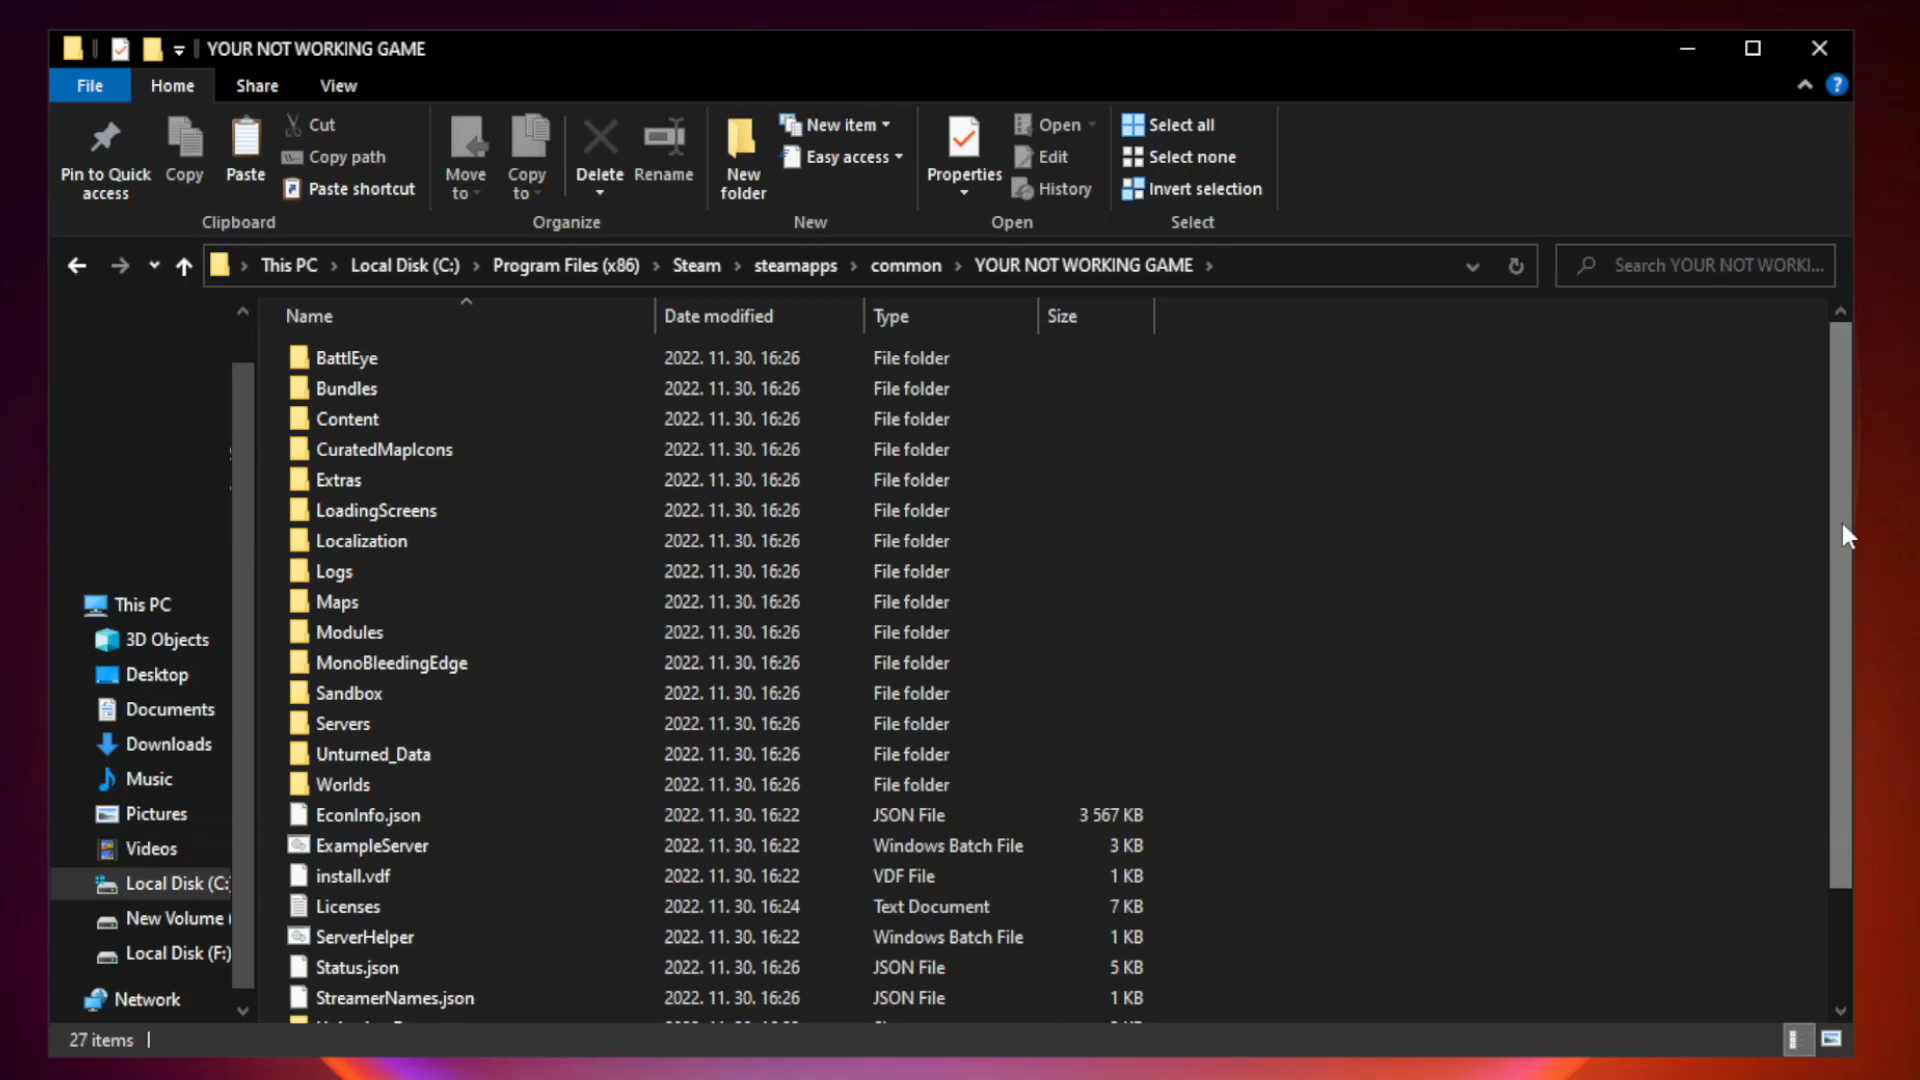 YOUR NOT WORKING GAME
File Home Share View
Pin to Quick access
Copy
Paste
Cut
Copy path
Paste shortcut
Clipboard
Move to
Copy to
Delete
Rename
Organize
New folder
New item
Easy access
New
Properties
Open
Edit
History
Open
Select all
Select none
Invert selection
Select
This PC > Local Disk (C:) > Program Files (x86) > Steam > steamapps > common > YOUR NOT WORKING GAME >
Search YOUR NOT WORKI...
This PC
3D Objects
Desktop
Documents
Downloads
Music
Pictures
Videos
Local Disk (C:
New Volume (
Local Disk (F:)
Network
Name Date modified Type Size
BattlEye 2022. 11. 30. 16:26 File folder
Bundles 2022. 11. 30. 16:26 File folder
Content 2022. 11. 30. 16:26 File folder
CuratedMapIcons 2022. 11. 30. 16:26 File folder
Extras 2022. 11. 30. 16:26 File folder
LoadingScreens 2022. 11. 30. 16:26 File folder
Localization 2022. 11. 30. 16:26 File folder
Logs 2022. 11. 30. 16:26 File folder
Maps 2022. 11. 30. 16:26 File folder
Modules 2022. 11. 30. 16:26 File folder
MonoBleedingEdge 2022. 11. 30. 16:26 File folder
Sandbox 2022. 11. 30. 16:26 File folder
Servers 2022. 11. 30. 16:26 File folder
Unturned_Data 2022. 11. 30. 16:26 File folder
Worlds 2022. 11. 30. 16:26 File folder
EconInfo.json 2022. 11. 30. 16:22 JSON File 3 567 KB
ExampleServer 2022. 11. 30. 16:22 Windows Batch File 3 KB
install.vdf 2022. 11. 30. 16:22 VDF File 1 KB
Licenses 2022. 11. 30. 16:24 Text Document 7 KB
ServerHelper 2022. 11. 30. 16:22 Windows Batch File 1 KB
Status.json 2022. 11. 30. 16:26 JSON File 5 KB
StreamerNames.json 2022. 11. 30. 16:26 JSON File 1 KB
27 items